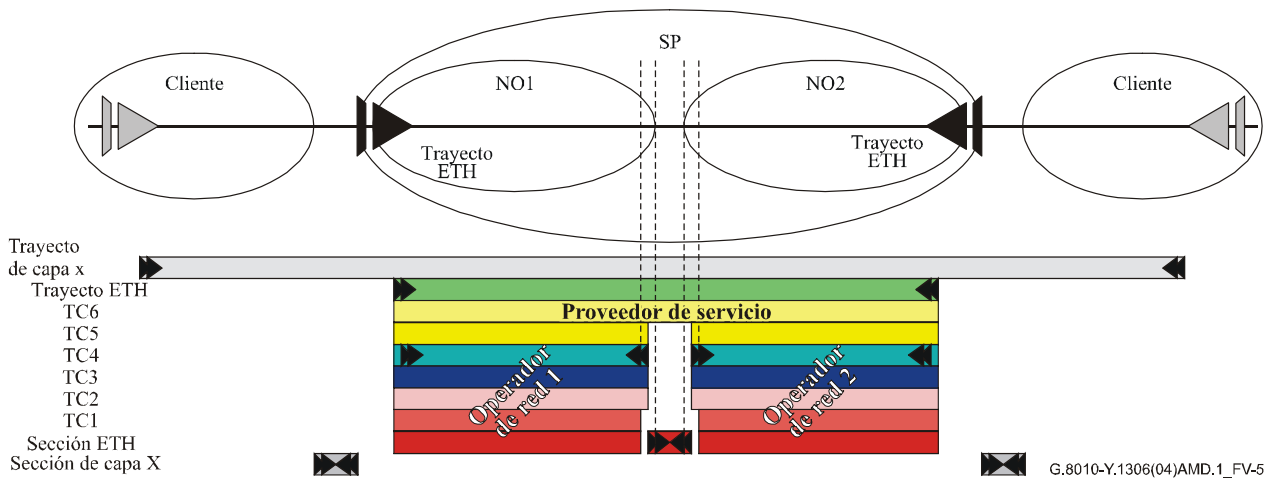 SP
Cliente
NO1
NO2
Cliente
Trayecto
ETH
Trayecto
ETH
Trayecto
de capa x
Trayecto ETH
TC6
Proveedor de servicio
TC5
TC4
TC3
TC2
TC1
Operador
de red 1
Operador
de red 2
Sección ETH
Sección de capa X
G.8010-Y.1306(04)AMD.1_FV-5